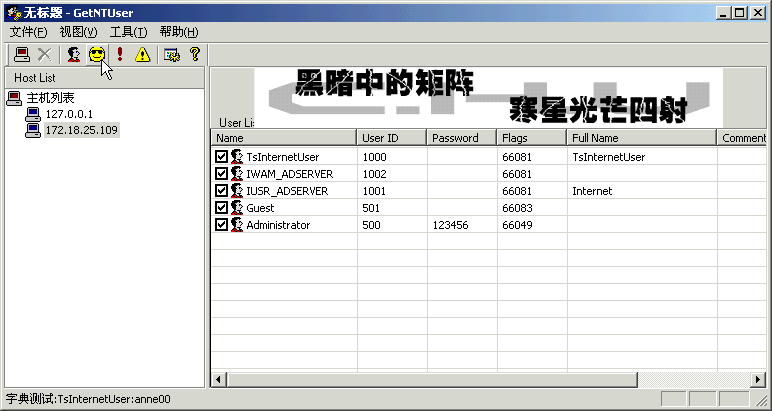 无标题 - GetNTUser
文件(F) 视图(V) 工具(T) 帮助(H)
Host List
主机列表
127.0.0.1
172.18.25.109
黑暗中的矩阵
寒星光芒四射
User Lis
Name User ID Password Flags Full Name Comment
TsInternetUser 1000 66081 TsInternetUser
IWAM_ADSERVER 1002 66081
IUSR_ADSERVER 1001 66081 Internet
Guest 501 66083
Administrator 500 123456 66049
字典测试:TsInternetUser:anne00